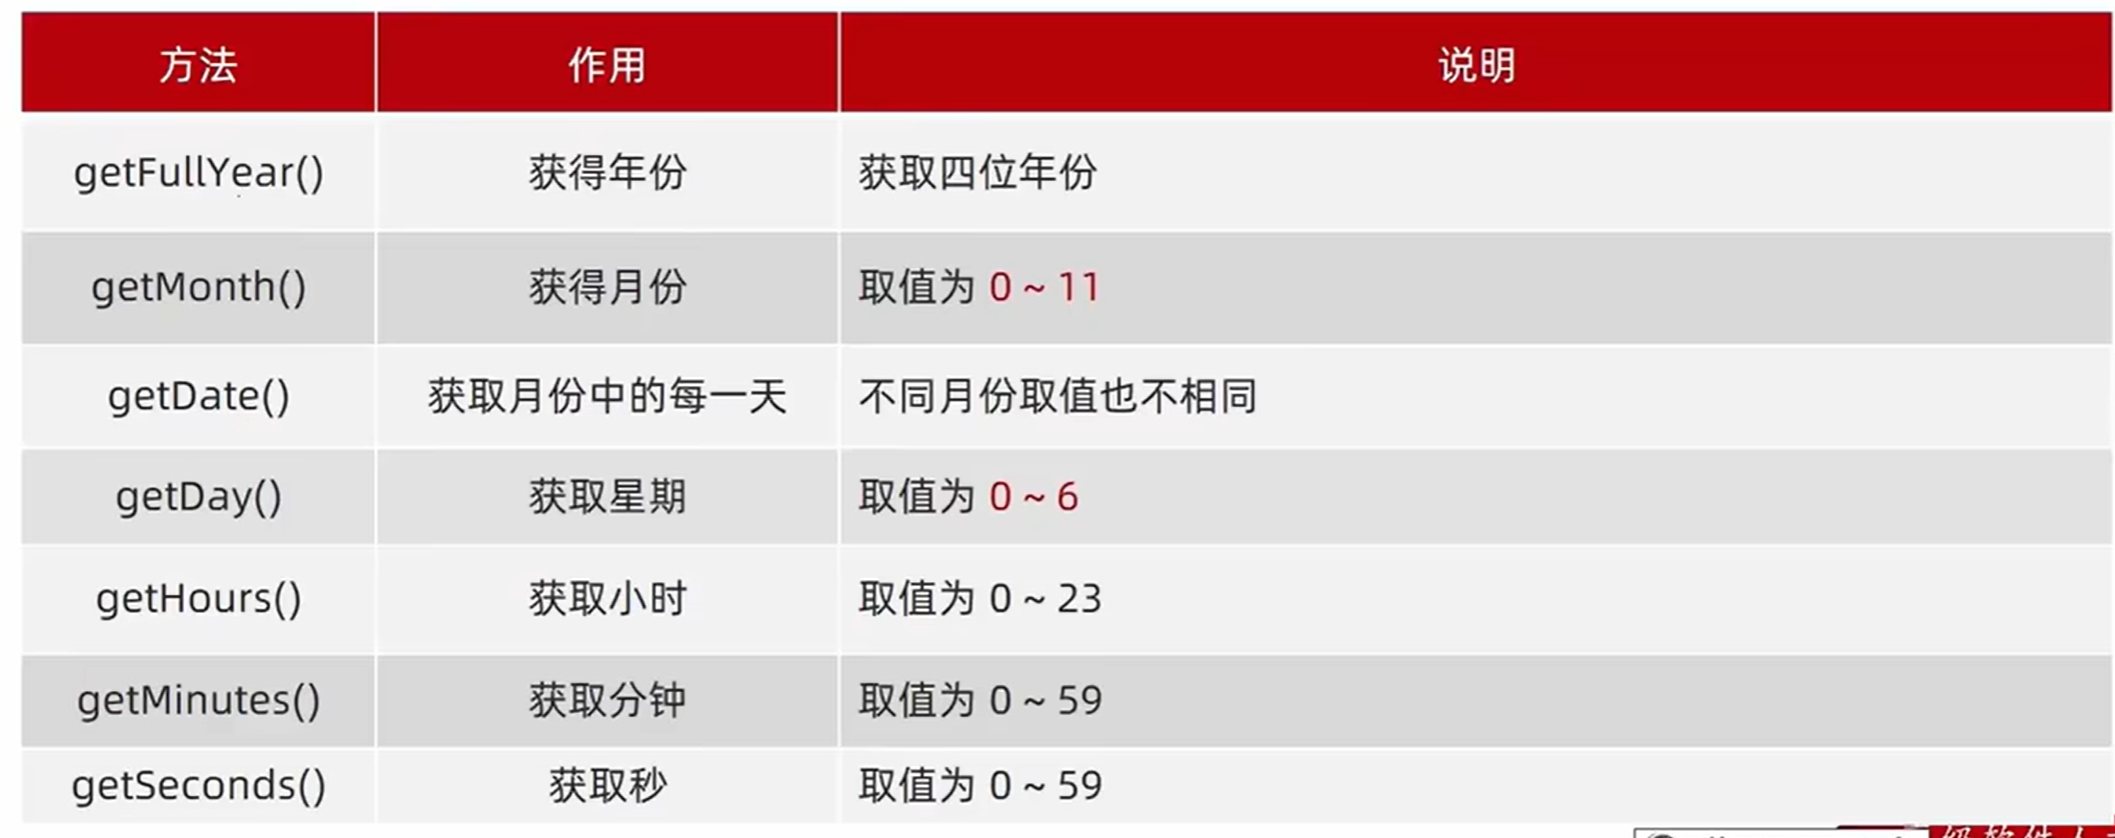 方法 作用 说明
getFullYear() 获得年份 获取四位年份
getMonth() 获得月份 取值为 0 ~ 11
getDate() 获取月份中的每一天 不同月份取值也不相同
getDay() 获取星期 取值为 0 ~ 6
getHours() 获取小时 取值为 0 ~ 23
getMinutes() 获取分钟 取值为 0 ~ 59
getSeconds() 获取秒 取值为 0 ~ 59